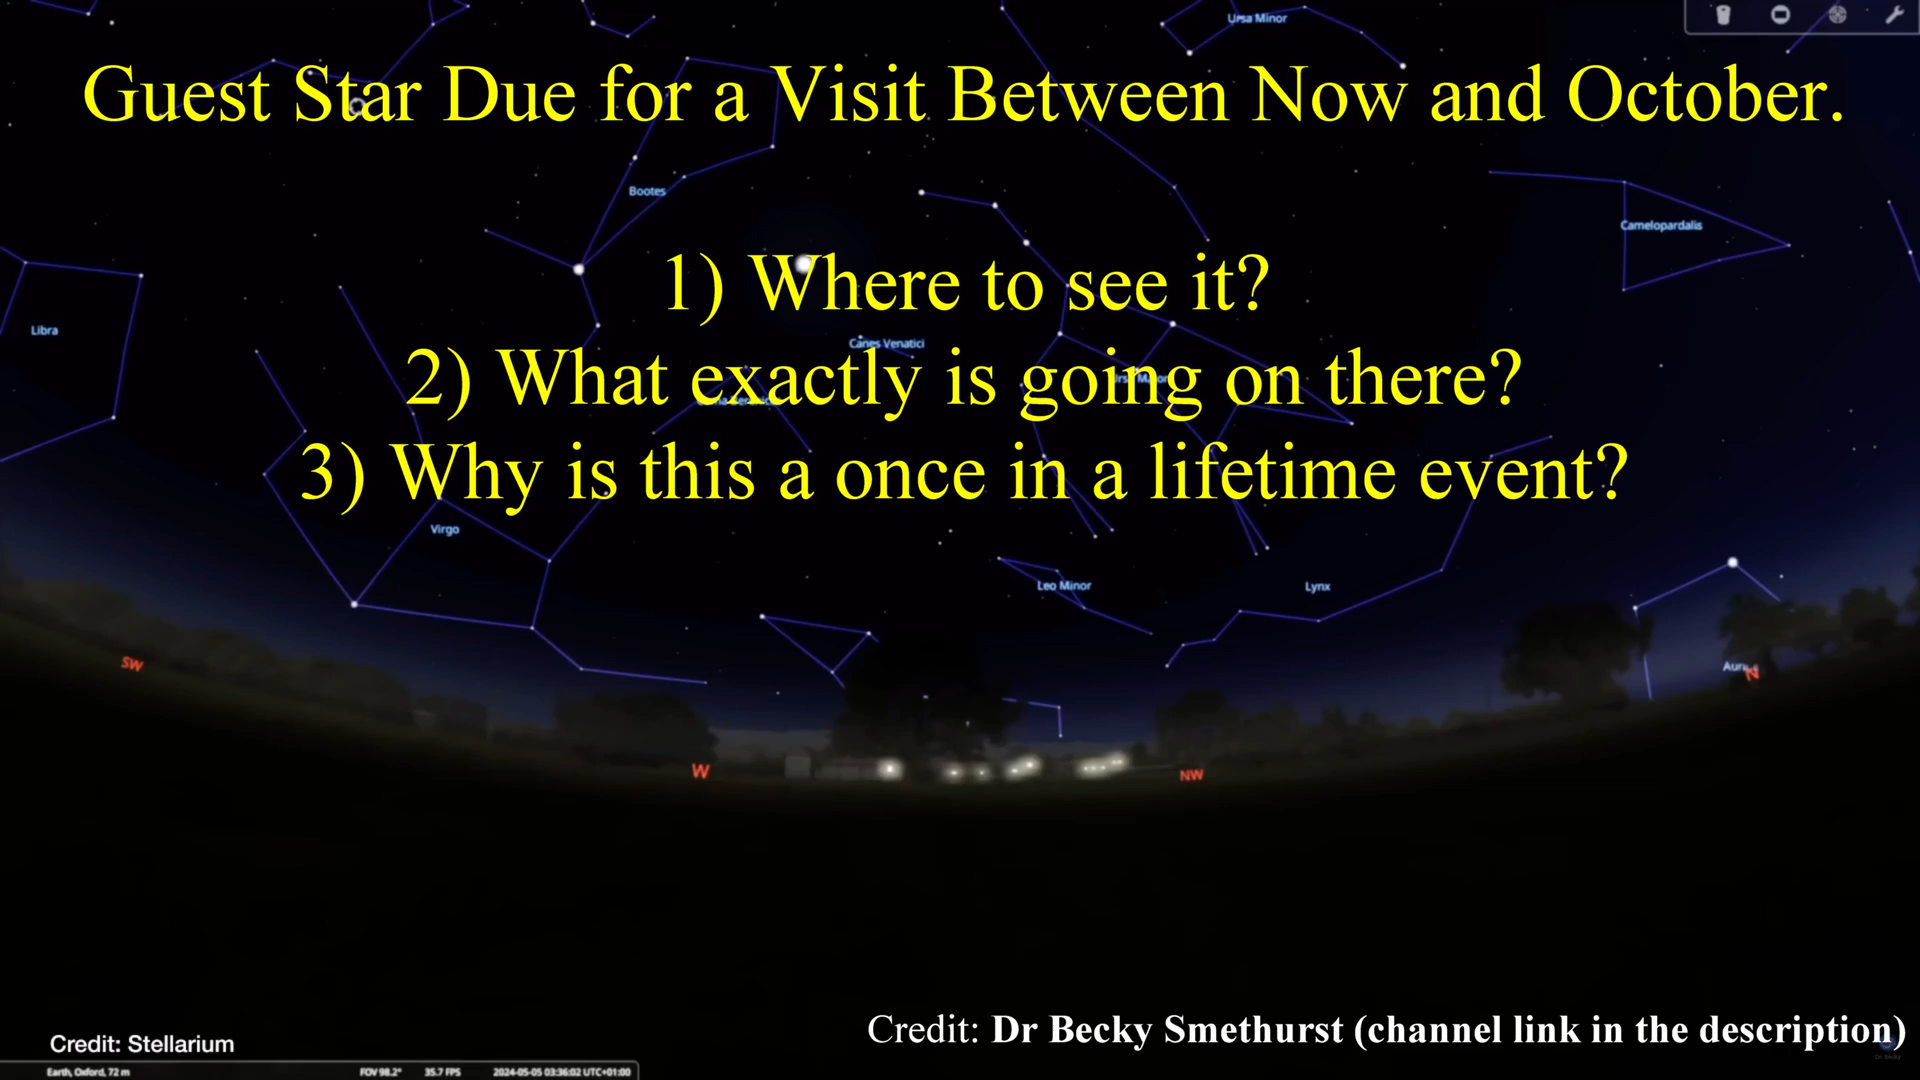 Ursa Minor
Guest Star Due for a Visit Between Now and October.
Bootes
Camelopardalis
1) Where to see it?
Libra
Canes Venatici
2) What exactly is going on there?
3) Why is this a once in a lifetime event?
Virgo
Leo Minor
Lynx
SW
N
W
NW
Credit: Dr Becky Smethurst (channel link in the description)
Credit: Stellarium
Earth, Oxford, 72 m
FOV 98.2°
35.7 FPS
2024-05-05 03:36:02 UTC+01:00
Dr. Becky